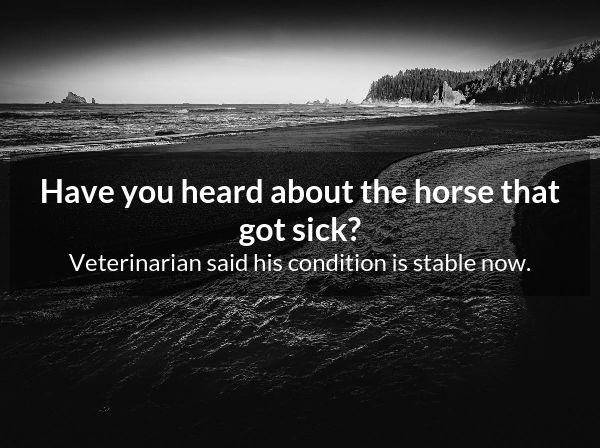 Have you heard about the horse that
got sick?
Veterinarian said his condition is stable now.